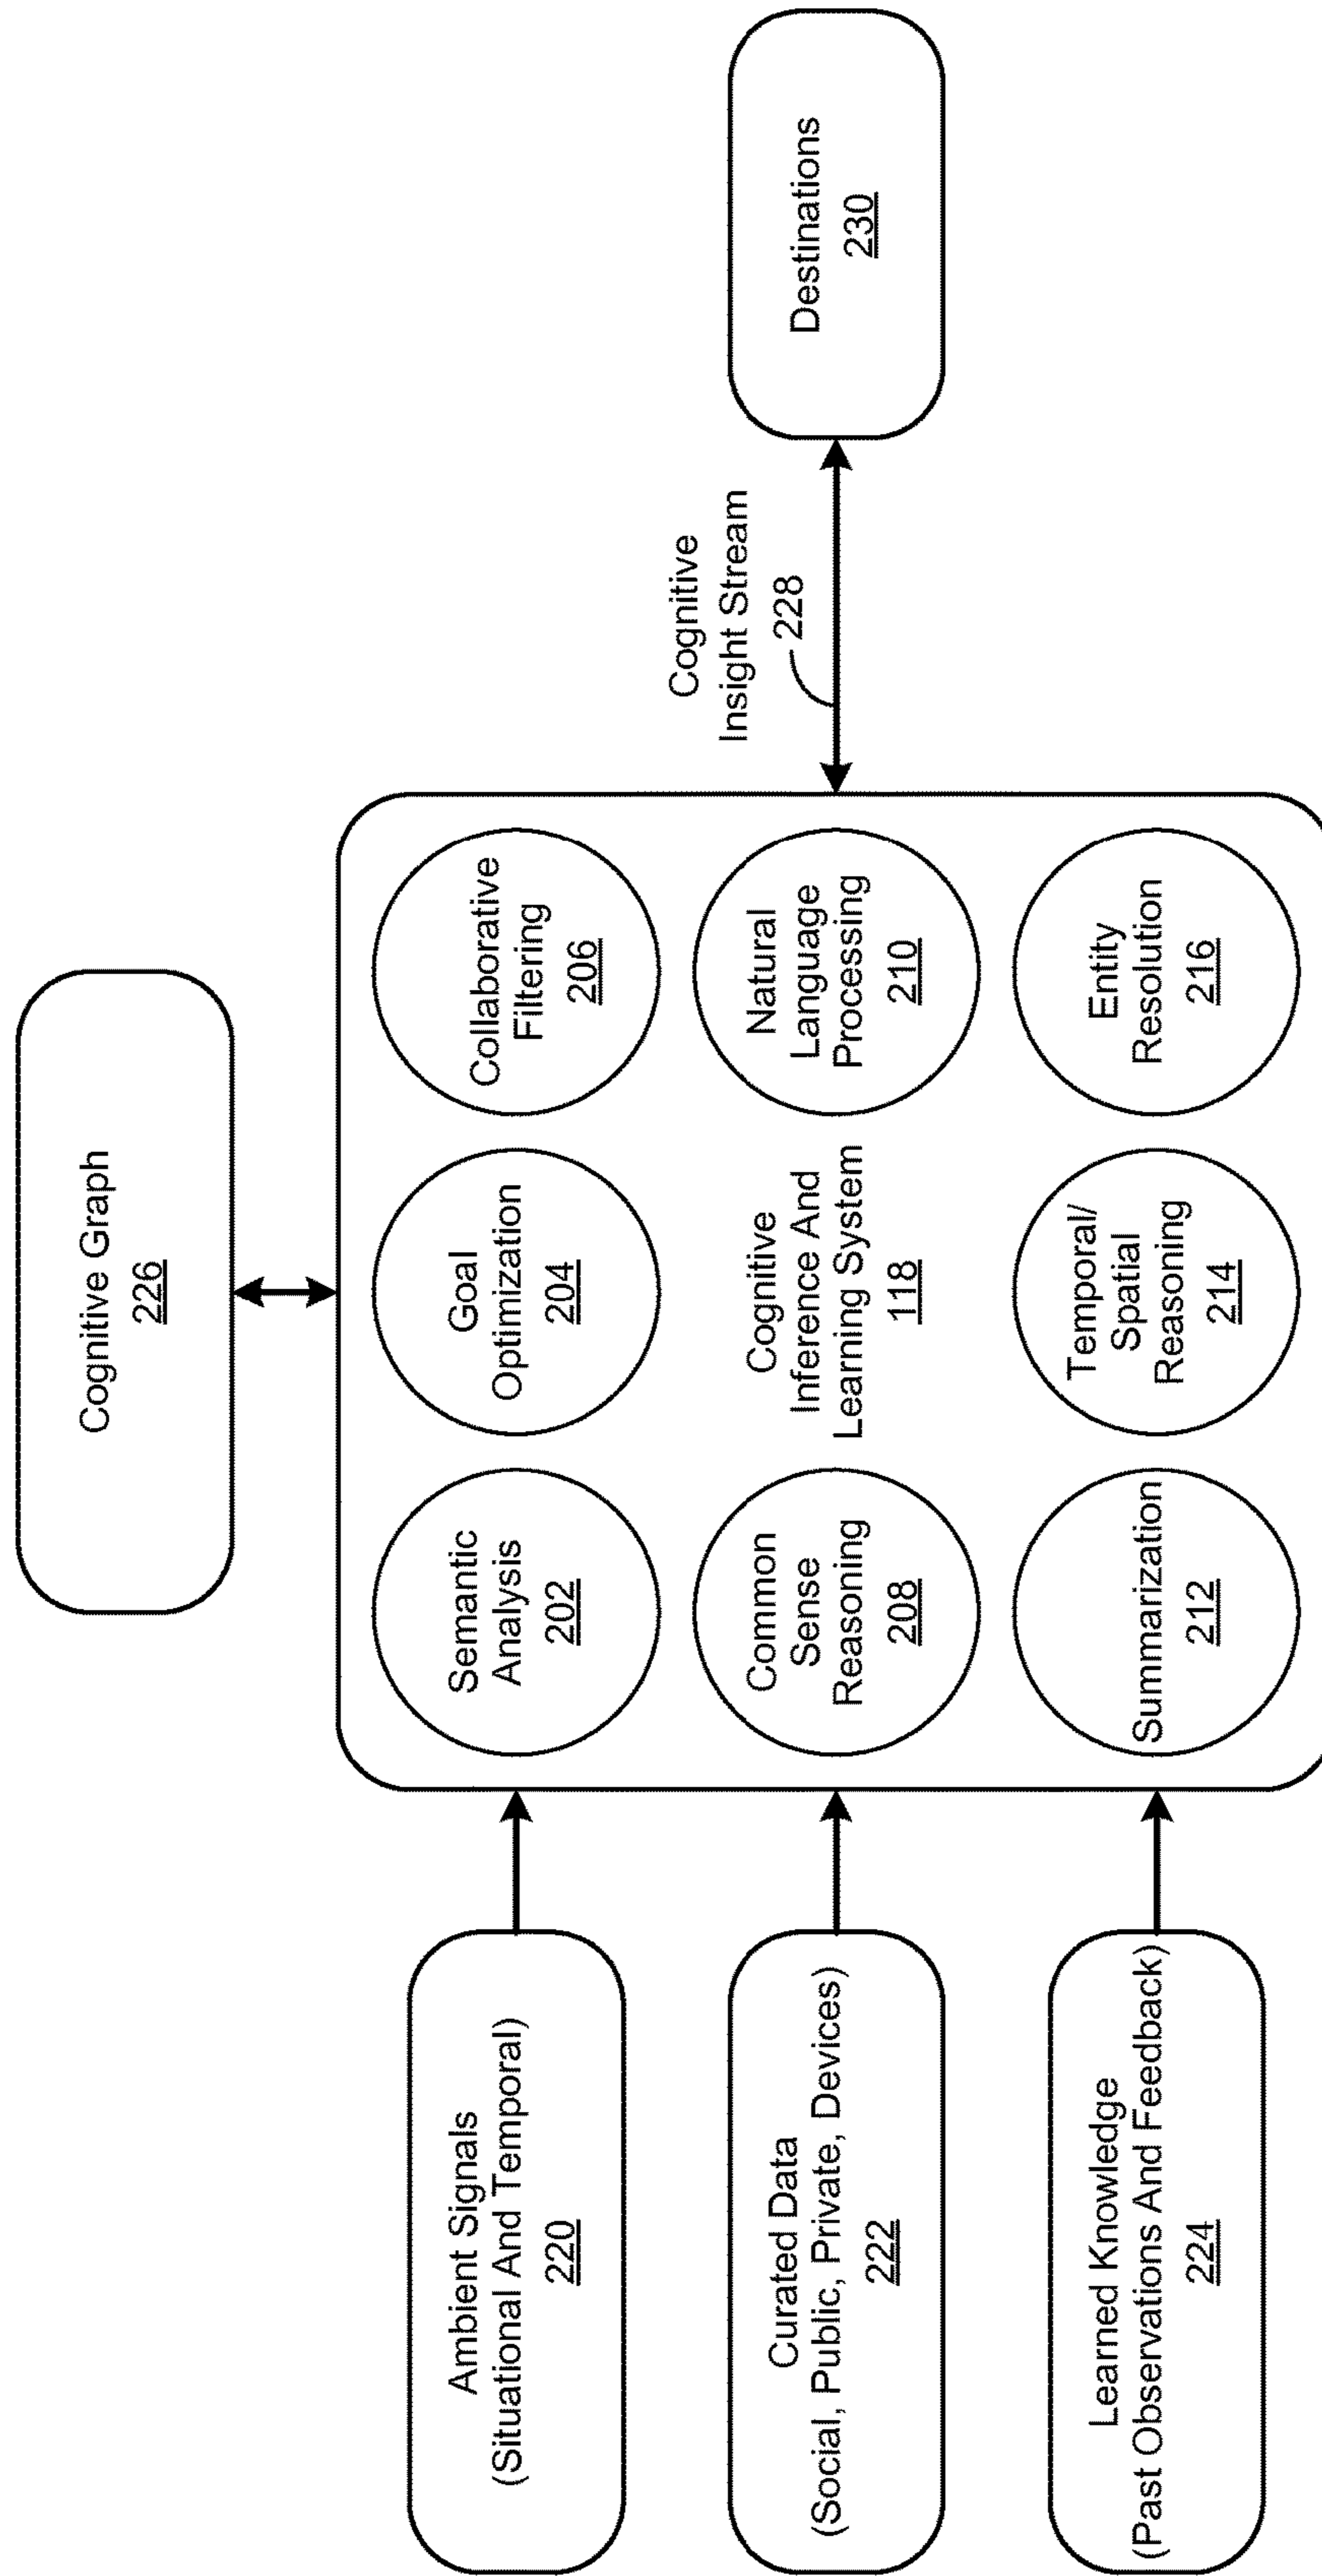 Cognitive Graph
226
Ambient Signals
(Situational And Temporal)
220
Curated Data
(Social, Public, Private, Devices)
222
Learned Knowledge
(Past Observations And Feedback)
224
Semantic
Analysis
202
Goal
Optimization
204
Collaborative
Filtering
206
Common
Sense
Reasoning
208
Cognitive
Inference And
Learning System
118
Natural
Language
Processing
210
Summarization
212
Temporal/
Spatial
Reasoning
214
Entity
Resolution
216
Cognitive
Insight Stream
228
Destinations
230